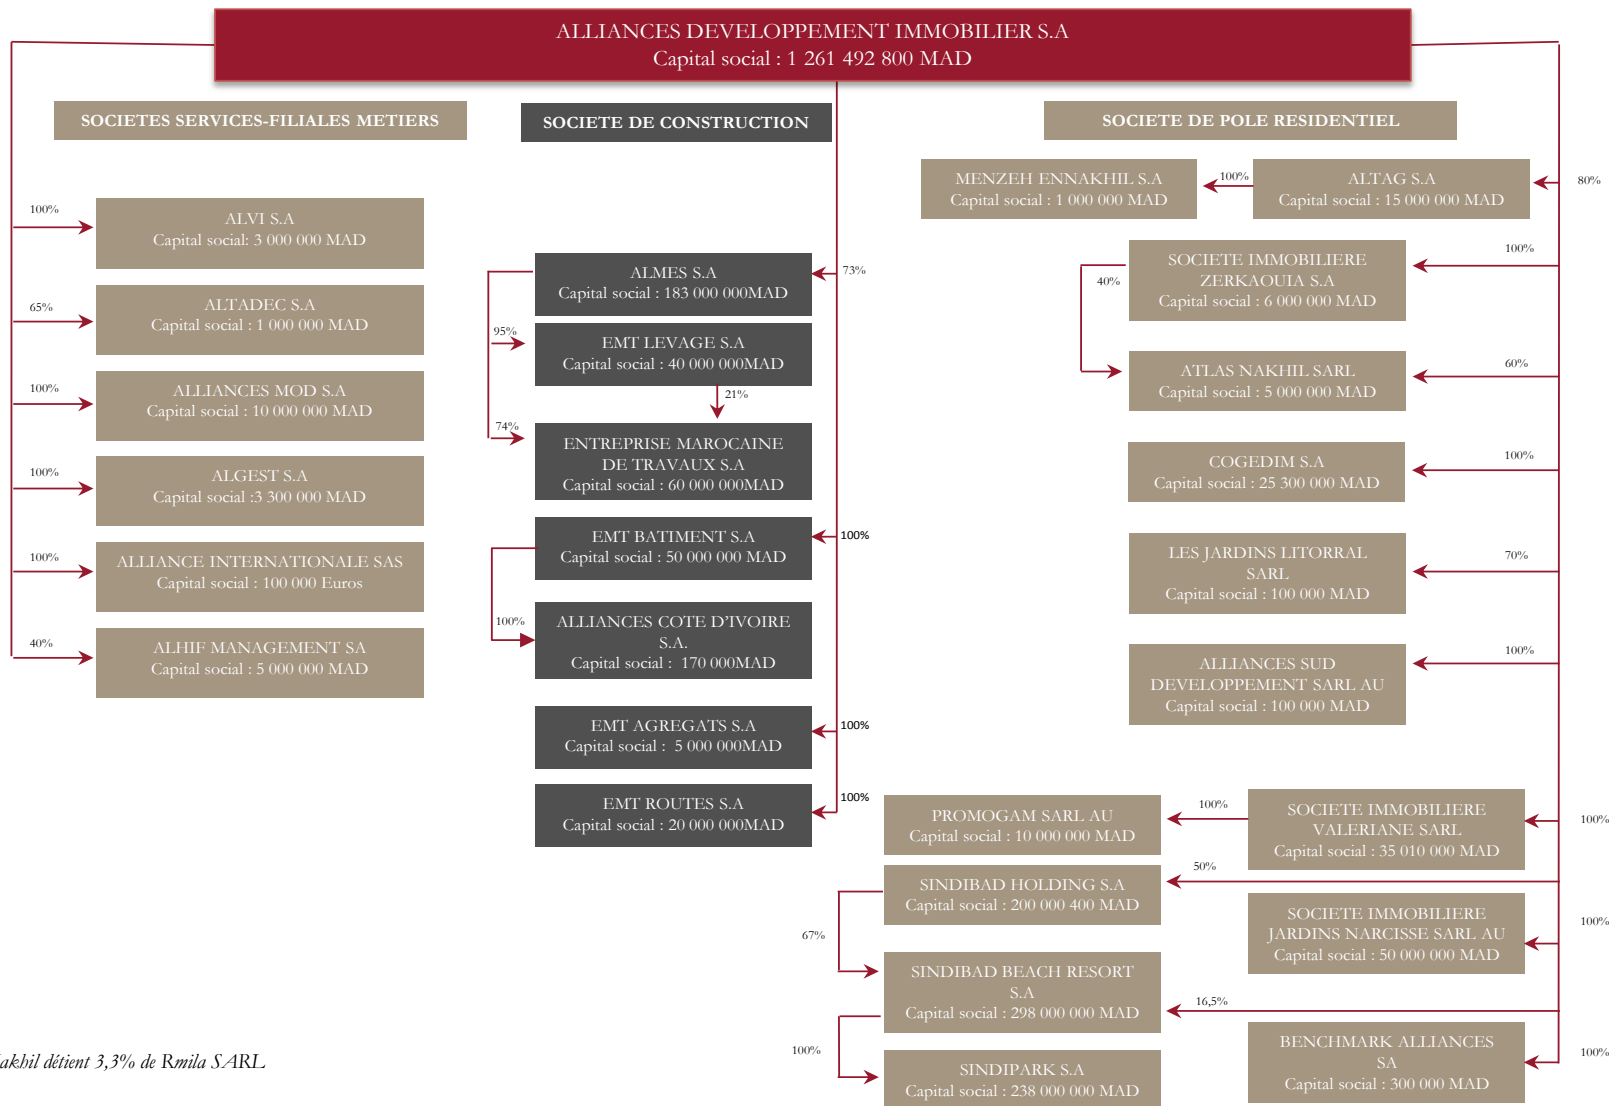 ALLIANCES DEVELOPPEMENT IMMOBILIER S.A
Capital social : 1 261 492 800 MAD
SOCIETES SERVICES-FILIALES METIERS
100%
ALVI S.A
Capital social: 3 000 000 MAD
65%
ALTADEC S.A
Capital social : 1 000 000 MAD
100%
ALLIANCES MOD S.A
Capital social : 10 000 000 MAD
100%
ALGEST S.A
Capital social :3 300 000 MAD
100%
ALLIANCE INTERNATIONALE SAS
Capital social : 100 000 Euros
40%
ALHIF MANAGEMENT SA
Capital social : 5 000 000 MAD
SOCIETE DE CONSTRUCTION
73%
ALMES S.A
Capital social : 183 000 000MAD
95%
EMT LEVAGE S.A
Capital social : 40 000 000MAD
21%
74%
ENTREPRISE MAROCAINE
DE TRAVAUX S.A
Capital social : 60 000 000MAD
100%
EMT BATIMENT S.A
Capital social : 50 000 000 MAD
100%
ALLIANCES COTE D'IVOIRE
S.A.
Capital social : 170 000MAD
100%
EMT AGREGATS S.A
Capital social : 5 000 000MAD
100%
EMT ROUTES S.A
Capital social : 20 000 000MAD
SOCIETE DE POLE RESIDENTIEL
MENZEH ENNAKHIL S.A
Capital social : 1 000 000 MAD
100%
ALTAG S.A
Capital social : 15 000 000 MAD
80%
SOCIETE IMMOBILIERE
ZERKAOUIA S.A
Capital social : 6 000 000 MAD
100%
40%
ATLAS NAKHIL SARL
Capital social : 5 000 000 MAD
60%
COGEDIM S.A
Capital social : 25 300 000 MAD
100%
LES JARDINS LITORRAL
SARL
Capital social : 100 000 MAD
70%
ALLIANCES SUD
DEVELOPPEMENT SARL AU
Capital social : 100 000 MAD
100%
PROMOGAM SARL AU
Capital social : 10 000 000 MAD
100%
SOCIETE IMMOBILIERE
VALERIANE SARL
Capital social : 35 010 000 MAD
100%
SINDIBAD HOLDING S.A
Capital social : 200 000 400 MAD
50%
SOCIETE IMMOBILIERE
JARDINS NARCISSE SARL AU
Capital social : 50 000 000 MAD
100%
67%
SINDIBAD BEACH RESORT
S.A
Capital social : 298 000 000 MAD
16,5%
BENCHMARK ALLIANCES
SA
Capital social : 300 000 MAD
100%
100%
SINDIPARK S.A
Capital social : 238 000 000 MAD
détient 3,3% de Rmila SARL